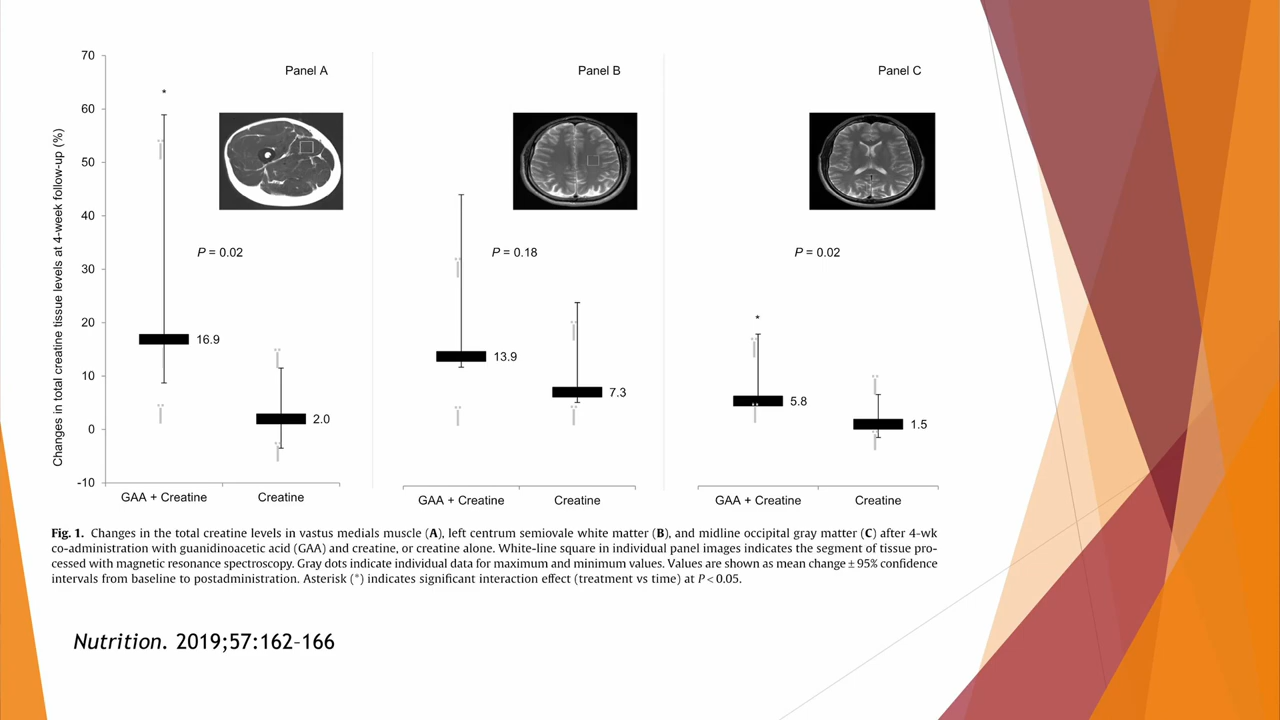 Changes in total creatine tissue levels at 4-week follow-up (%)
70
60
50
40
30
20
10
0
-10
Panel A
*
P = 0.02
16.9
2.0
GAA + Creatine
Creatine
Panel B
P = 0.18
13.9
7.3
GAA + Creatine
Creatine
Panel C
P = 0.02
*
5.8
1.5
GAA + Creatine
Creatine
Fig. 1. Changes in the total creatine levels in vastus medials muscle (A), left centrum semiovale white matter (B), and midline occipital gray matter (C) after 4-wk
co-administration with guanidinoacetic acid (GAA) and creatine, or creatine alone. White-line square in individual panel images indicates the segment of tissue pro-
cessed with magnetic resonance spectroscopy. Gray dots indicate individual data for maximum and minimum values. Values are shown as mean change ± 95% confidence
intervals from baseline to postadministration. Asterisk (*) indicates significant interaction effect (treatment vs time) at P < 0.05.
Nutrition. 2019;57:162–166